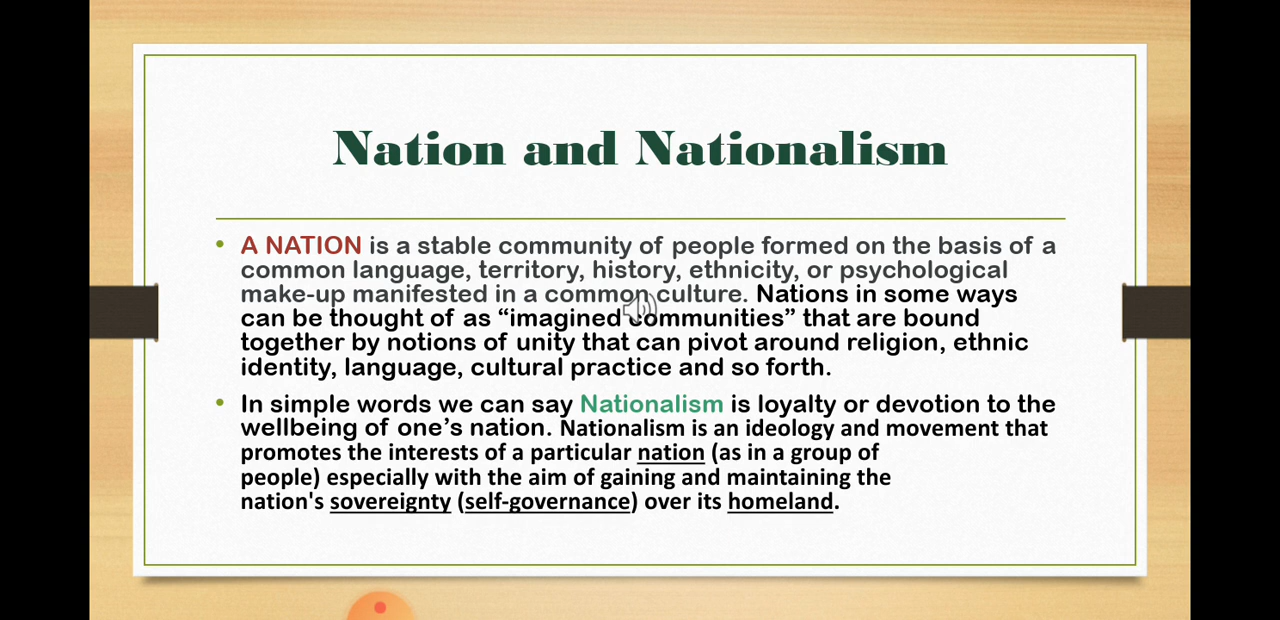 Nation and Nationalism
• A NATION is a stable community of people formed on the basis of a
common language, territory, history, ethnicity, or psychological
make-up manifested in a common culture. Nations in some ways
can be thought of as “imagined communities” that are bound
together by notions of unity that can pivot around religion, ethnic
identity, language, cultural practice and so forth.
• In simple words we can say Nationalism is loyalty or devotion to the
wellbeing of one’s nation. Nationalism is an ideology and movement that
promotes the interests of a particular nation (as in a group of
people) especially with the aim of gaining and maintaining the
nation's sovereignty (self-governance) over its homeland.